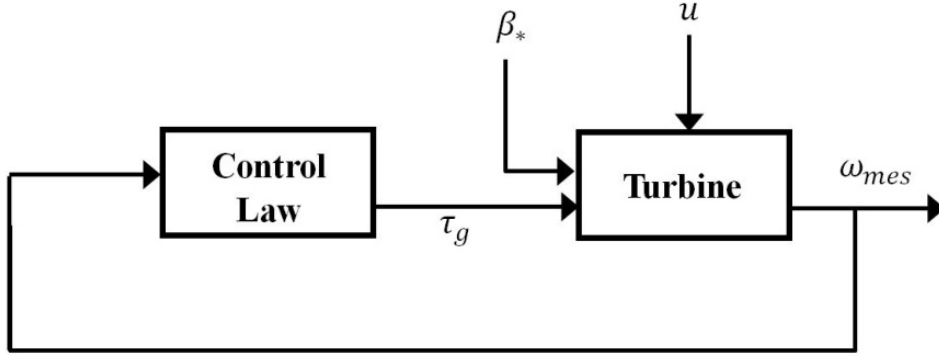 u
β*
Control
Law
Turbine
ω_mes
τ_g